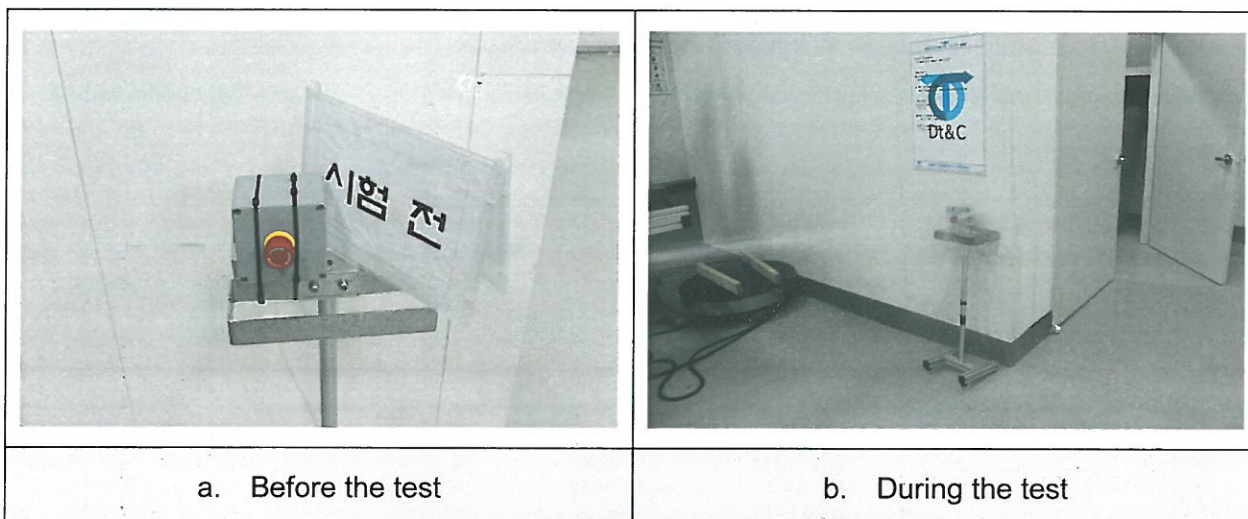 시험 전
Dt&C
a. Before the test
b. During the test